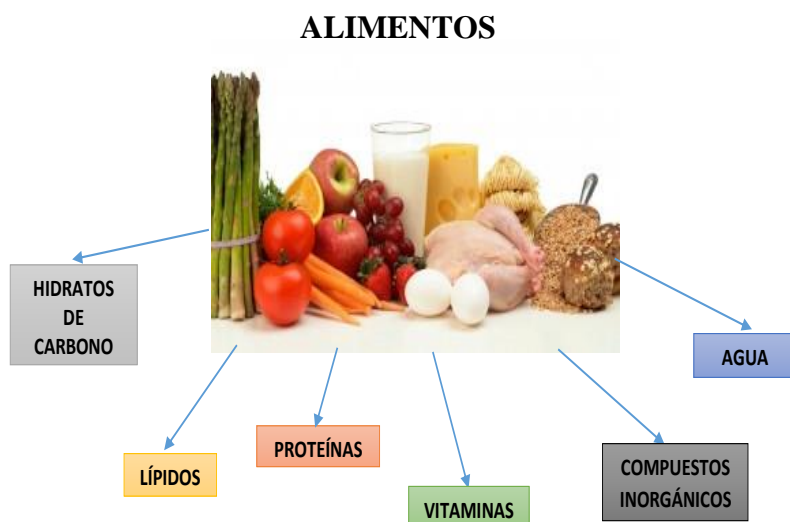 ALIMENTOS
HIDRATOS
DE
CARBONO
LÍPIDOS
PROTEÍNAS
VITAMINAS
COMPUESTOS
INORGÁNICOS
AGUA